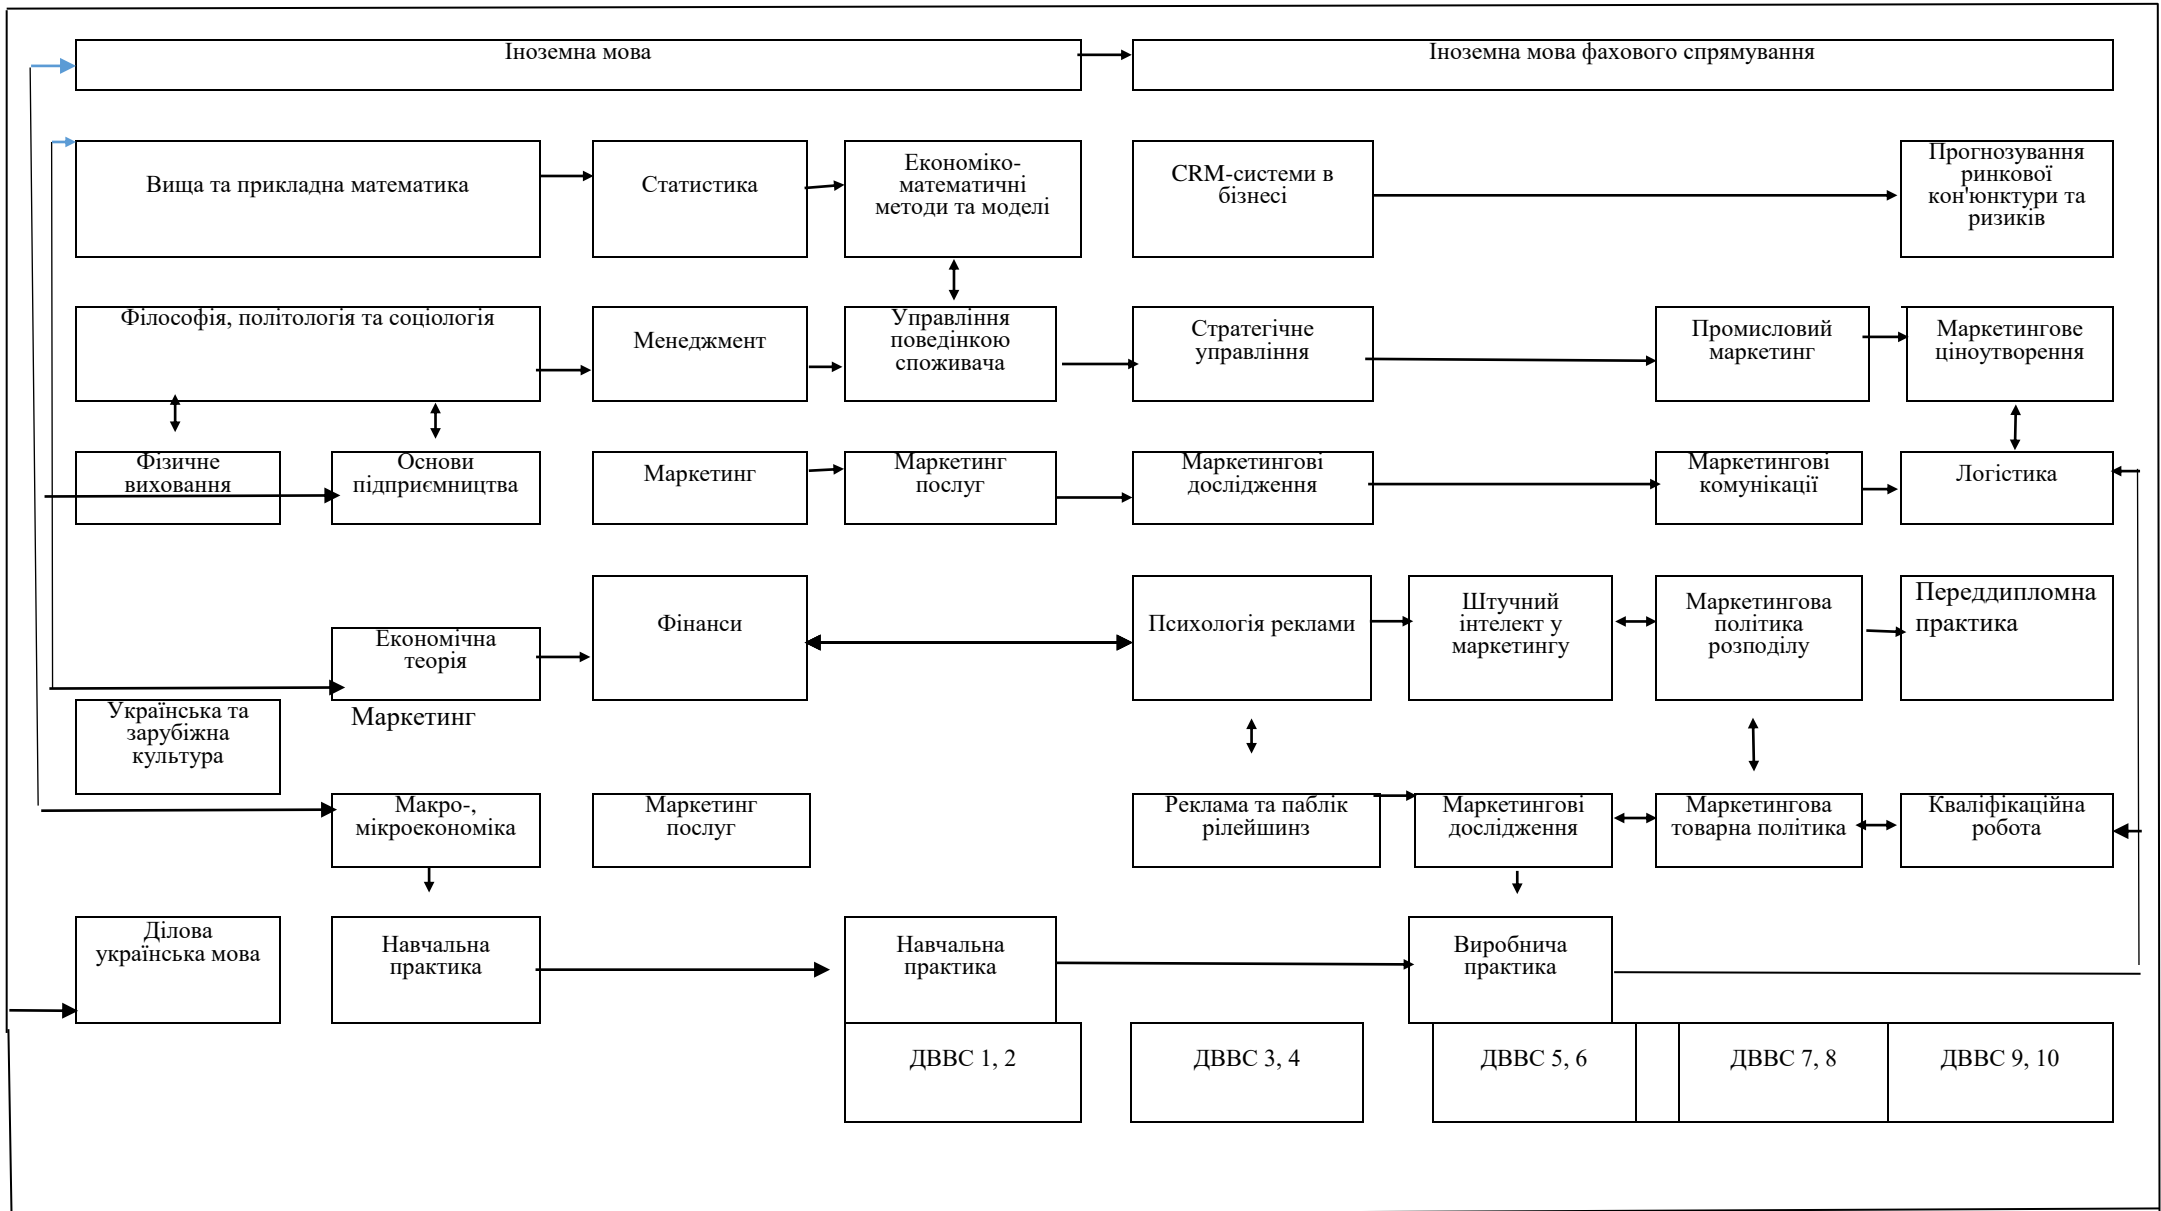 Іноземна мова
Іноземна мова фахового спрямування
Вища та прикладна математика
Статистика
Економіко-
математичні
методи та моделі
CRM-системи в
бізнесі
Прогнозування
ринкової
кон'юнктури та
ризиків
Філософія, політологія та соціологія
Менеджмент
Управління
поведінкою
споживача
Стратегічне
управління
Промисловий
маркетинг
Маркетингове
ціноутворення
Фізичне
виховання
Основи
підприємництва
Маркетинг
Маркетинг
послуг
Маркетингові
дослідження
Маркетингові
комунікації
Логістика
Економічна
теорія
Фінанси
Психологія реклами
Штучний
інтелект у
маркетингу
Маркетингова
політика
розподілу
Переддипломна
практика
Українська та
зарубіжна
культура
Маркетинг
Макро-,
мікроекономіка
Маркетинг
послуг
Реклама та паблік
рілейшинз
Маркетингові
дослідження
Маркетингова
товарна політика
Кваліфікаційна
робота
Ділова
українська мова
Навчальна
практика
Навчальна
практика
Виробнича
практика
ДВВС 1, 2
ДВВС 3, 4
ДВВС 5, 6
ДВВС 7, 8
ДВВС 9, 10